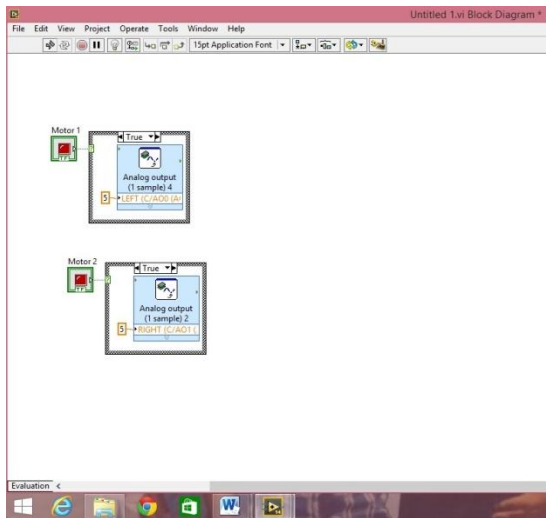 Untitled 1.vi Block Diagram *
File Edit View Project Operate Tools Window Help
15pt Application Font
Motor 1
True
Analog output
(1 sample) 4
5
LEFT (C/AO0 (A
TF
Motor 2
True
Analog output
(1 sample) 2
5
RIGHT (C/AO1 (
TF
Evaluation
W